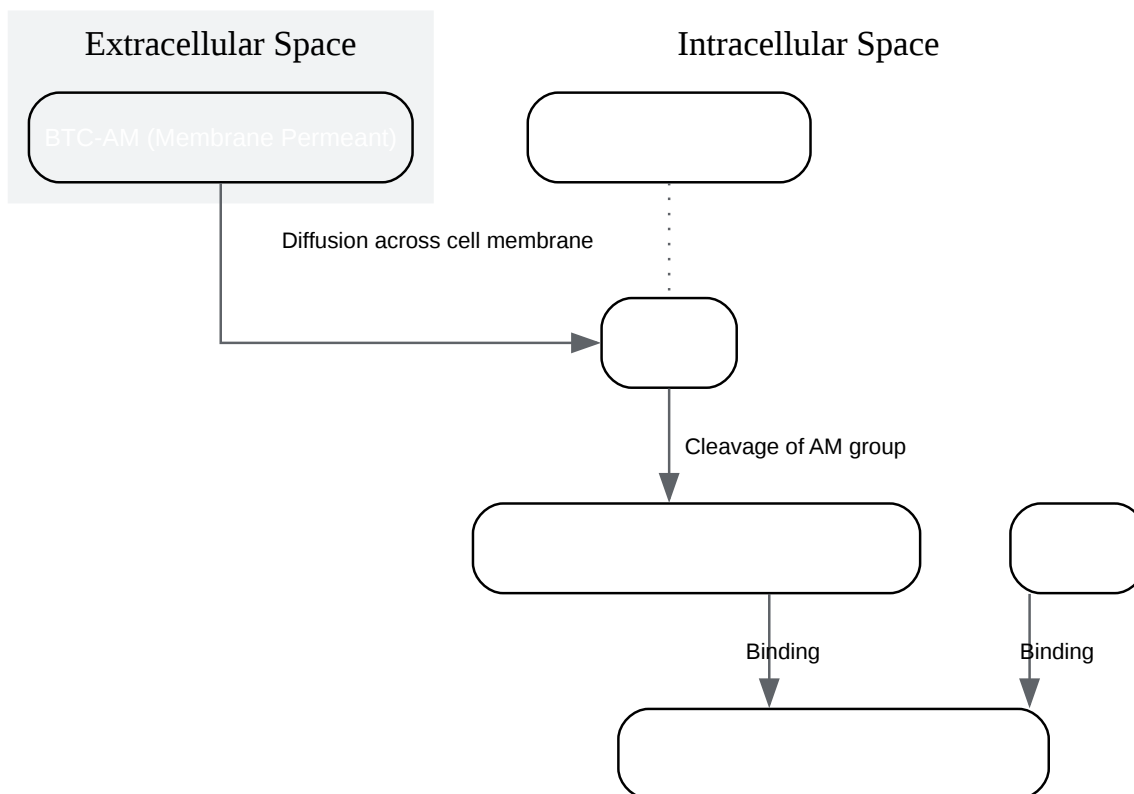 Extracellular Space
Intracellular Space
BTC-AM (Membrane Permeant)
Diffusion across cell membrane
Cleavage of AM group
Binding
Binding